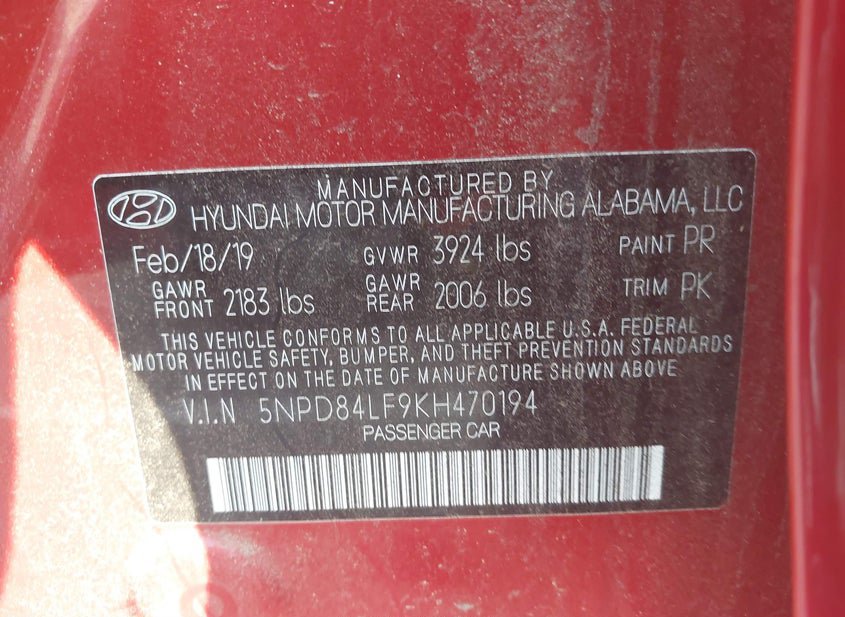 MANUFACTURED BY
HYUNDAI MOTOR MANUFACTURING ALABAMA, LLC
Feb/18/19 GVWR 3924 lbs PAINT PR
GAWR FRONT 2183 lbs GAWR REAR 2006 lbs TRIM PK
THIS VEHICLE CONFORMS TO ALL APPLICABLE U.S.A. FEDERAL
MOTOR VEHICLE SAFETY, BUMPER, AND THEFT PREVENTION STANDARDS
IN EFFECT ON THE DATE OF MANUFACTURE SHOWN ABOVE
V.I.N 5NPD84LF9KH470194
PASSENGER CAR